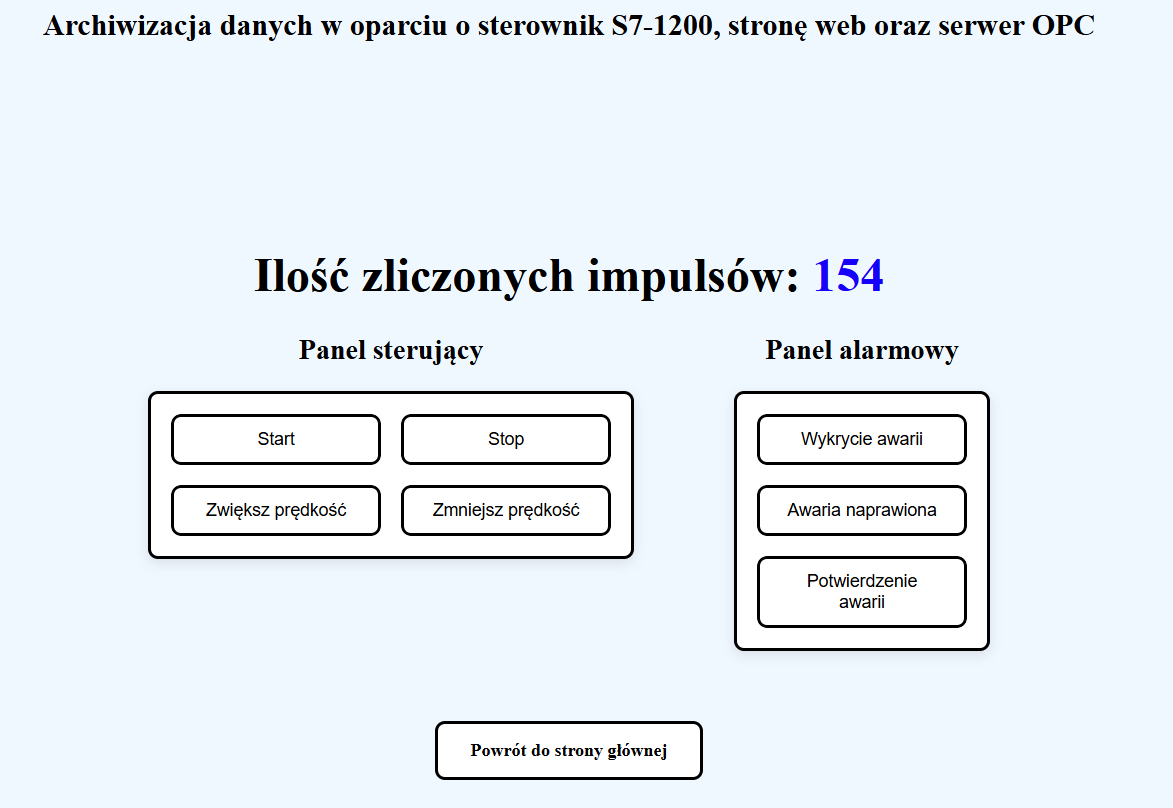 Archiwizacja danych w oparciu o sterownik S7-1200, stronę web oraz serwer OPC
Ilość zliczonych impulsów: 154
Panel sterujący
Start
Stop
Zwiększ prędkość
Zmniejsz prędkość
Panel alarmowy
Wykrycie awarii
Awaria naprawiona
Potwierdzenie
awarii
Powrót do strony głównej